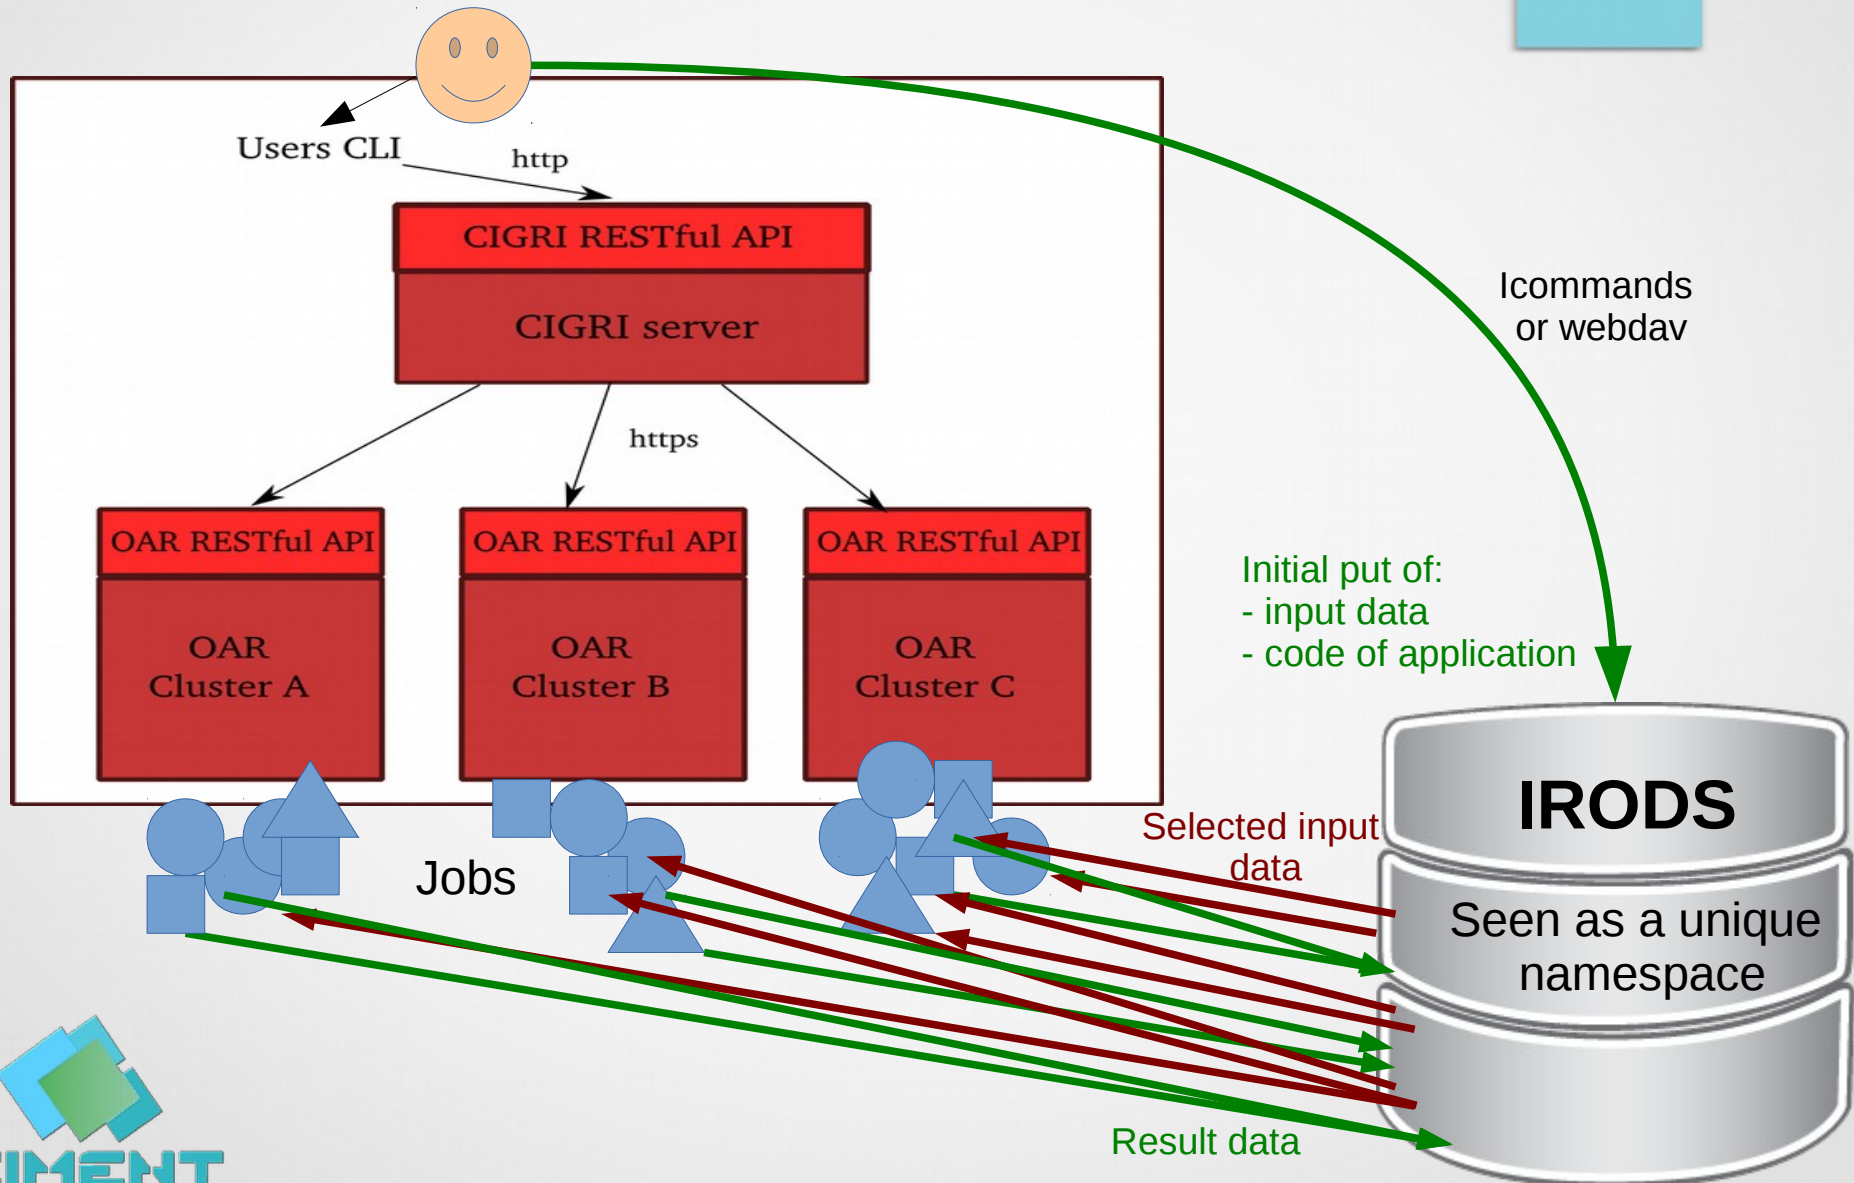 Users CLI
http
CIGRI RESTful API
CIGRI server
Icommands
or webdav
https
OAR RESTful API
OAR RESTful API
OAR RESTful API
OAR
Cluster A
OAR
Cluster B
OAR
Cluster C
Initial put of:
- input data
- code of application
IRODS
Selected input
data
Jobs
Seen as a unique
namespace
Result data
CIMENT